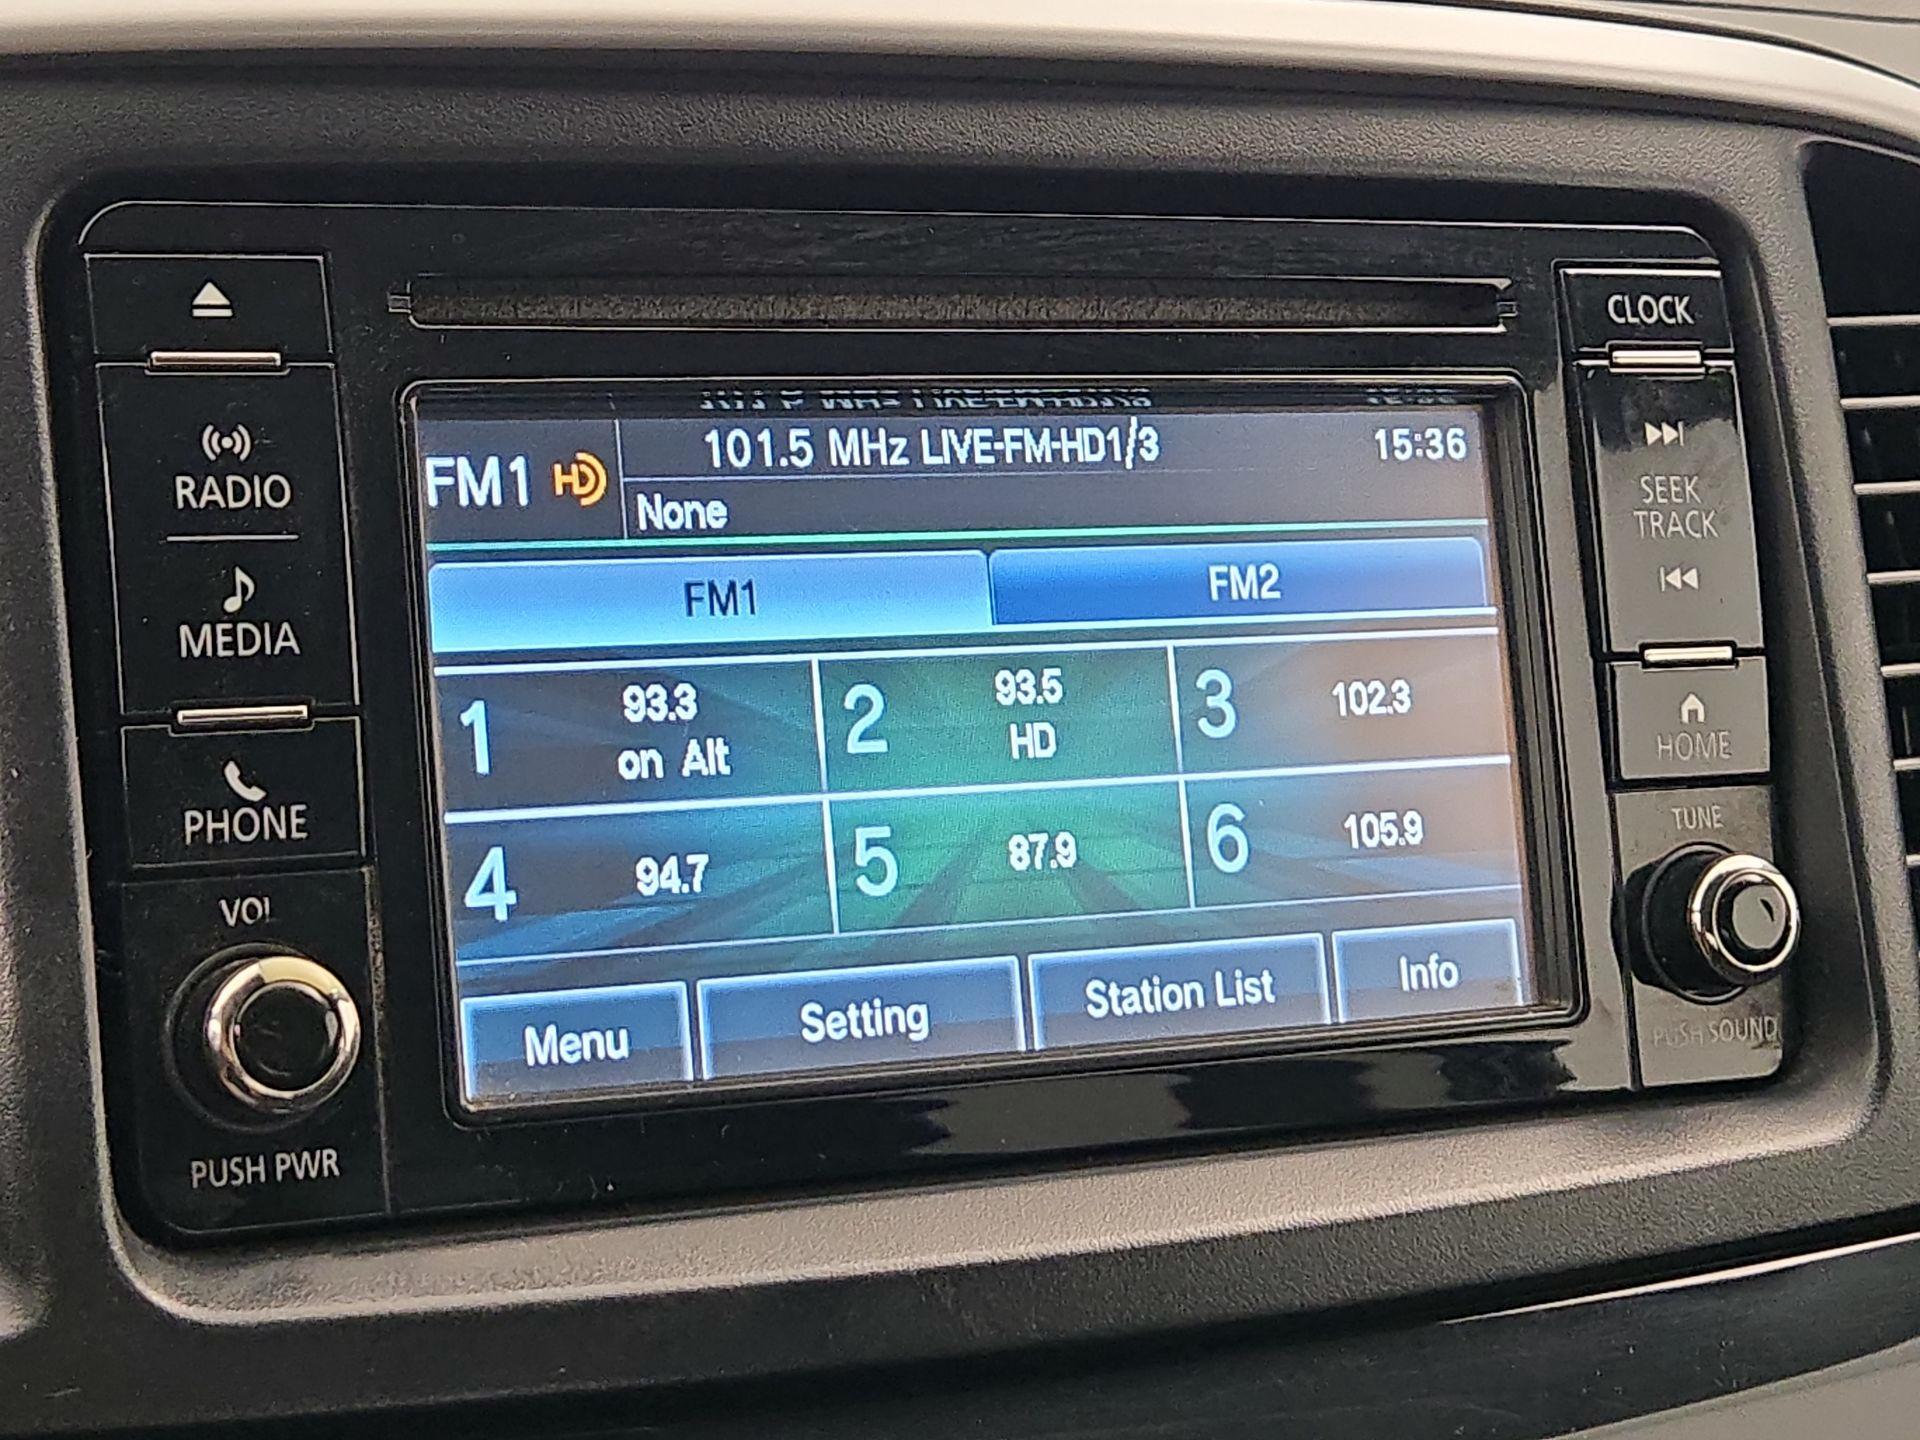 CLOCK
RADIO
MEDIA
PHONE
VOL
PUSH PWR
FM1 HD
101.5 MHz LIVE-FM-HD1/3
15:36
None
FM1
FM2
1
93.3
on Alt
2
93.5
HD
3
102.3
4
94.7
5
87.9
6
105.9
Menu
Setting
Station List
Info
SEEK
TRACK
HOME
TUNE
PUSH SOUND